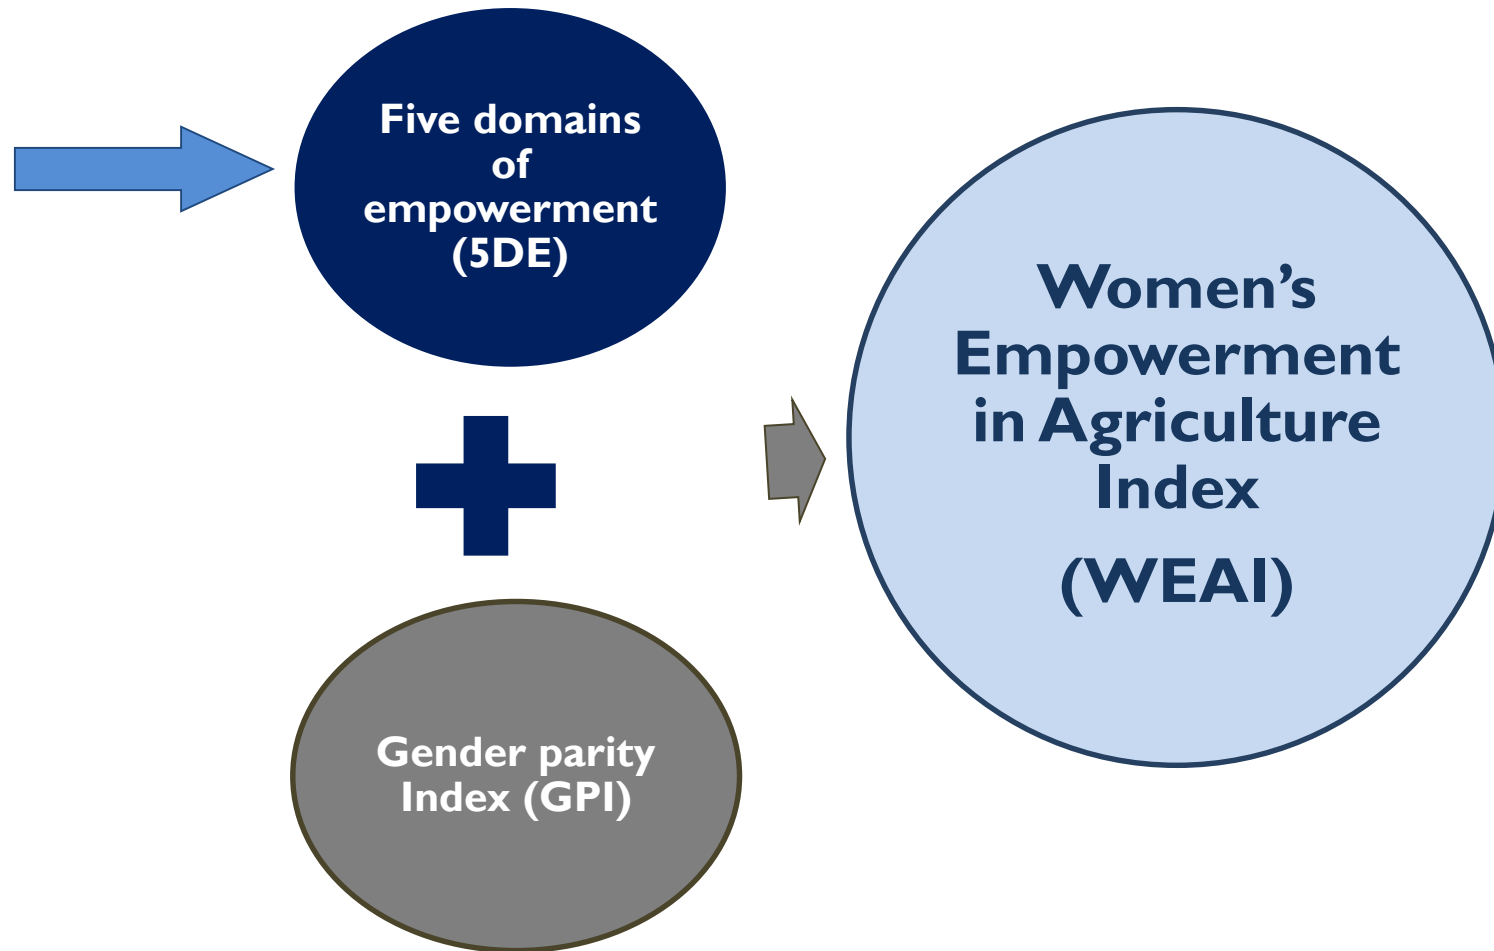 Five domains
of
empowerment
(5DE)
Gender parity
Index (GPI)
Women’s
Empowerment
in Agriculture
Index
(WEAI)